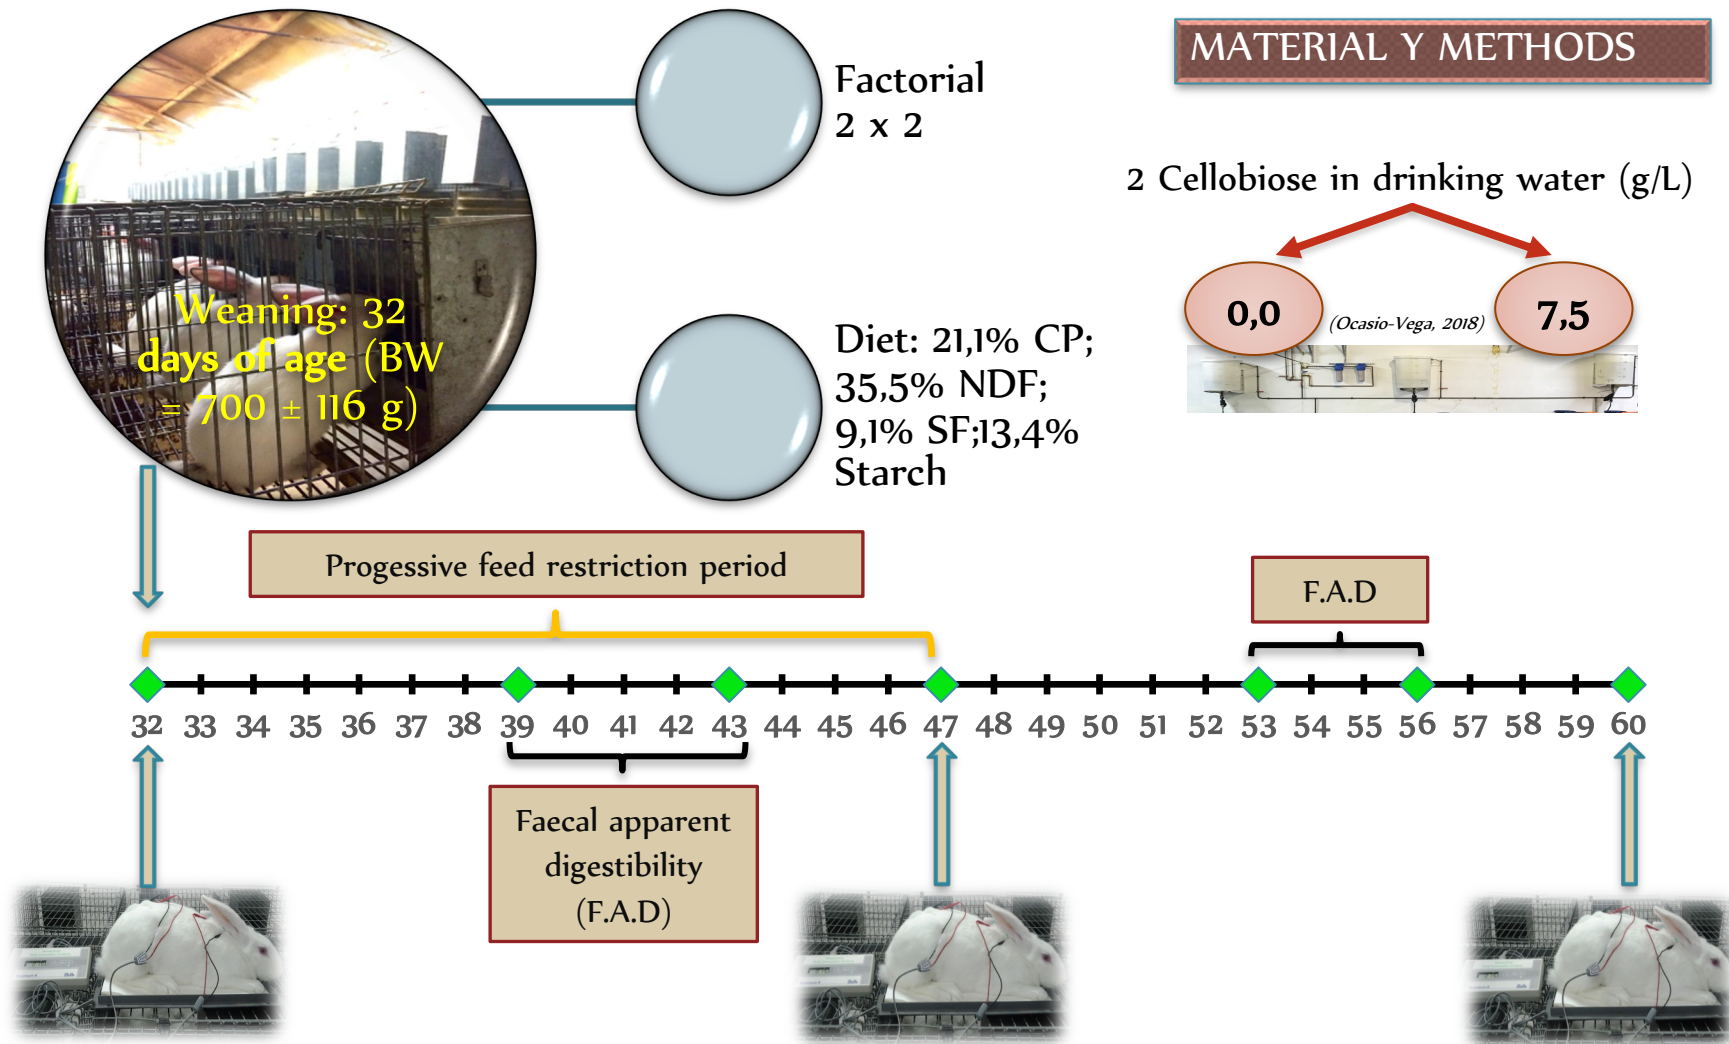 MATERIAL Y METHODS
Factorial
2 x 2
2 Cellobiose in drinking water (g/L)
0,0
(Ocasio-Vega, 2018)
7,5
Weaning: 32
days of age (BW
= 700 ± 116 g)
Diet: 21,1% CP;
35,5% NDF;
9,1% SF;13,4%
Starch
Progessive feed restriction period
F.A.D
32 33 34 35 36 37 38 39 40 41 42 43 44 45 46 47 48 49 50 51 52 53 54 55 56 57 58 59 60
Faecal apparent
digestibility
(F.A.D)